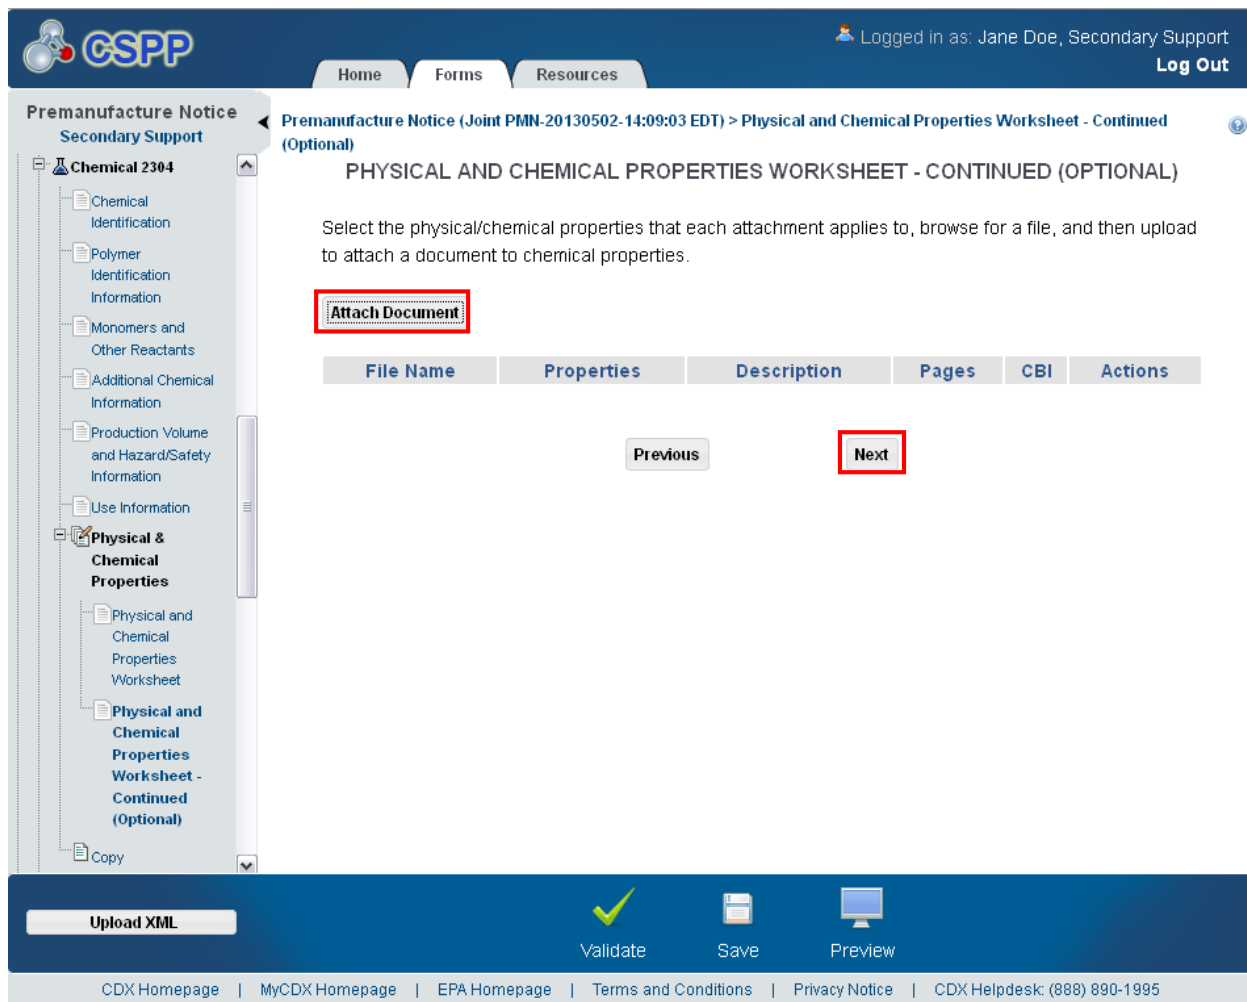 CSPP
Logged in as: Jane Doe, Secondary Support
Log Out
Home
Forms
Resources
Premanufacture Notice
Secondary Support
Chemical 2304
Chemical
Identification
Polymer
Identification
Information
Monomers and
Other Reactants
Additional Chemical
Information
Production Volume
and Hazard/Safety
Information
Use Information
Physical &
Chemical
Properties
Physical and
Chemical
Properties
Worksheet
Physical and
Chemical
Properties
Worksheet -
Continued
(Optional)
Copy
Premanufacture Notice (Joint PMN-20130502-14:09:03 EDT) > Physical and Chemical Properties Worksheet - Continued
(Optional)
PHYSICAL AND CHEMICAL PROPERTIES WORKSHEET - CONTINUED (OPTIONAL)
Select the physical/chemical properties that each attachment applies to, browse for a file, and then upload
to attach a document to chemical properties.
Attach Document
File Name Properties Description Pages CBI Actions
Previous Next
Upload XML
Validate Save Preview
CDX Homepage | MyCDX Homepage | EPA Homepage | Terms and Conditions | Privacy Notice | CDX Helpdesk: (888) 890-1995